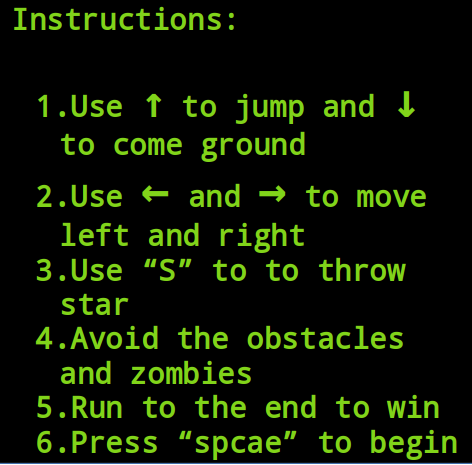 Instructions:
1.Use ↑ to jump and ↓
to come ground
2.Use ← and → to move
left and right
3.Use “S” to to throw
star
4.Avoid the obstacles
and zombies
5.Run to the end to win
6.Press “spcae” to begin